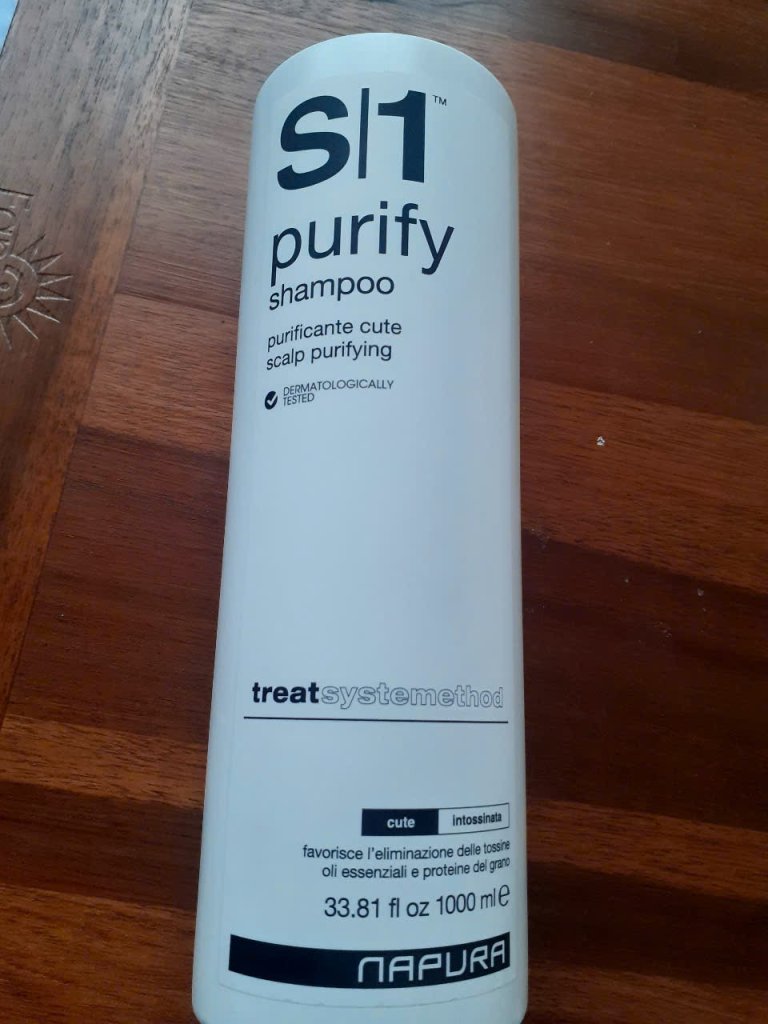 S|1™
purify
shampoo
purificante cute
scalp purifying
DERMATOLOGICALLY
TESTED
treatsystemethod
cute intossinata
favorisce l'eliminazione delle tossine
oli essenziali e proteine del grano
33.81 fl oz 1000 ml e
NAPURA